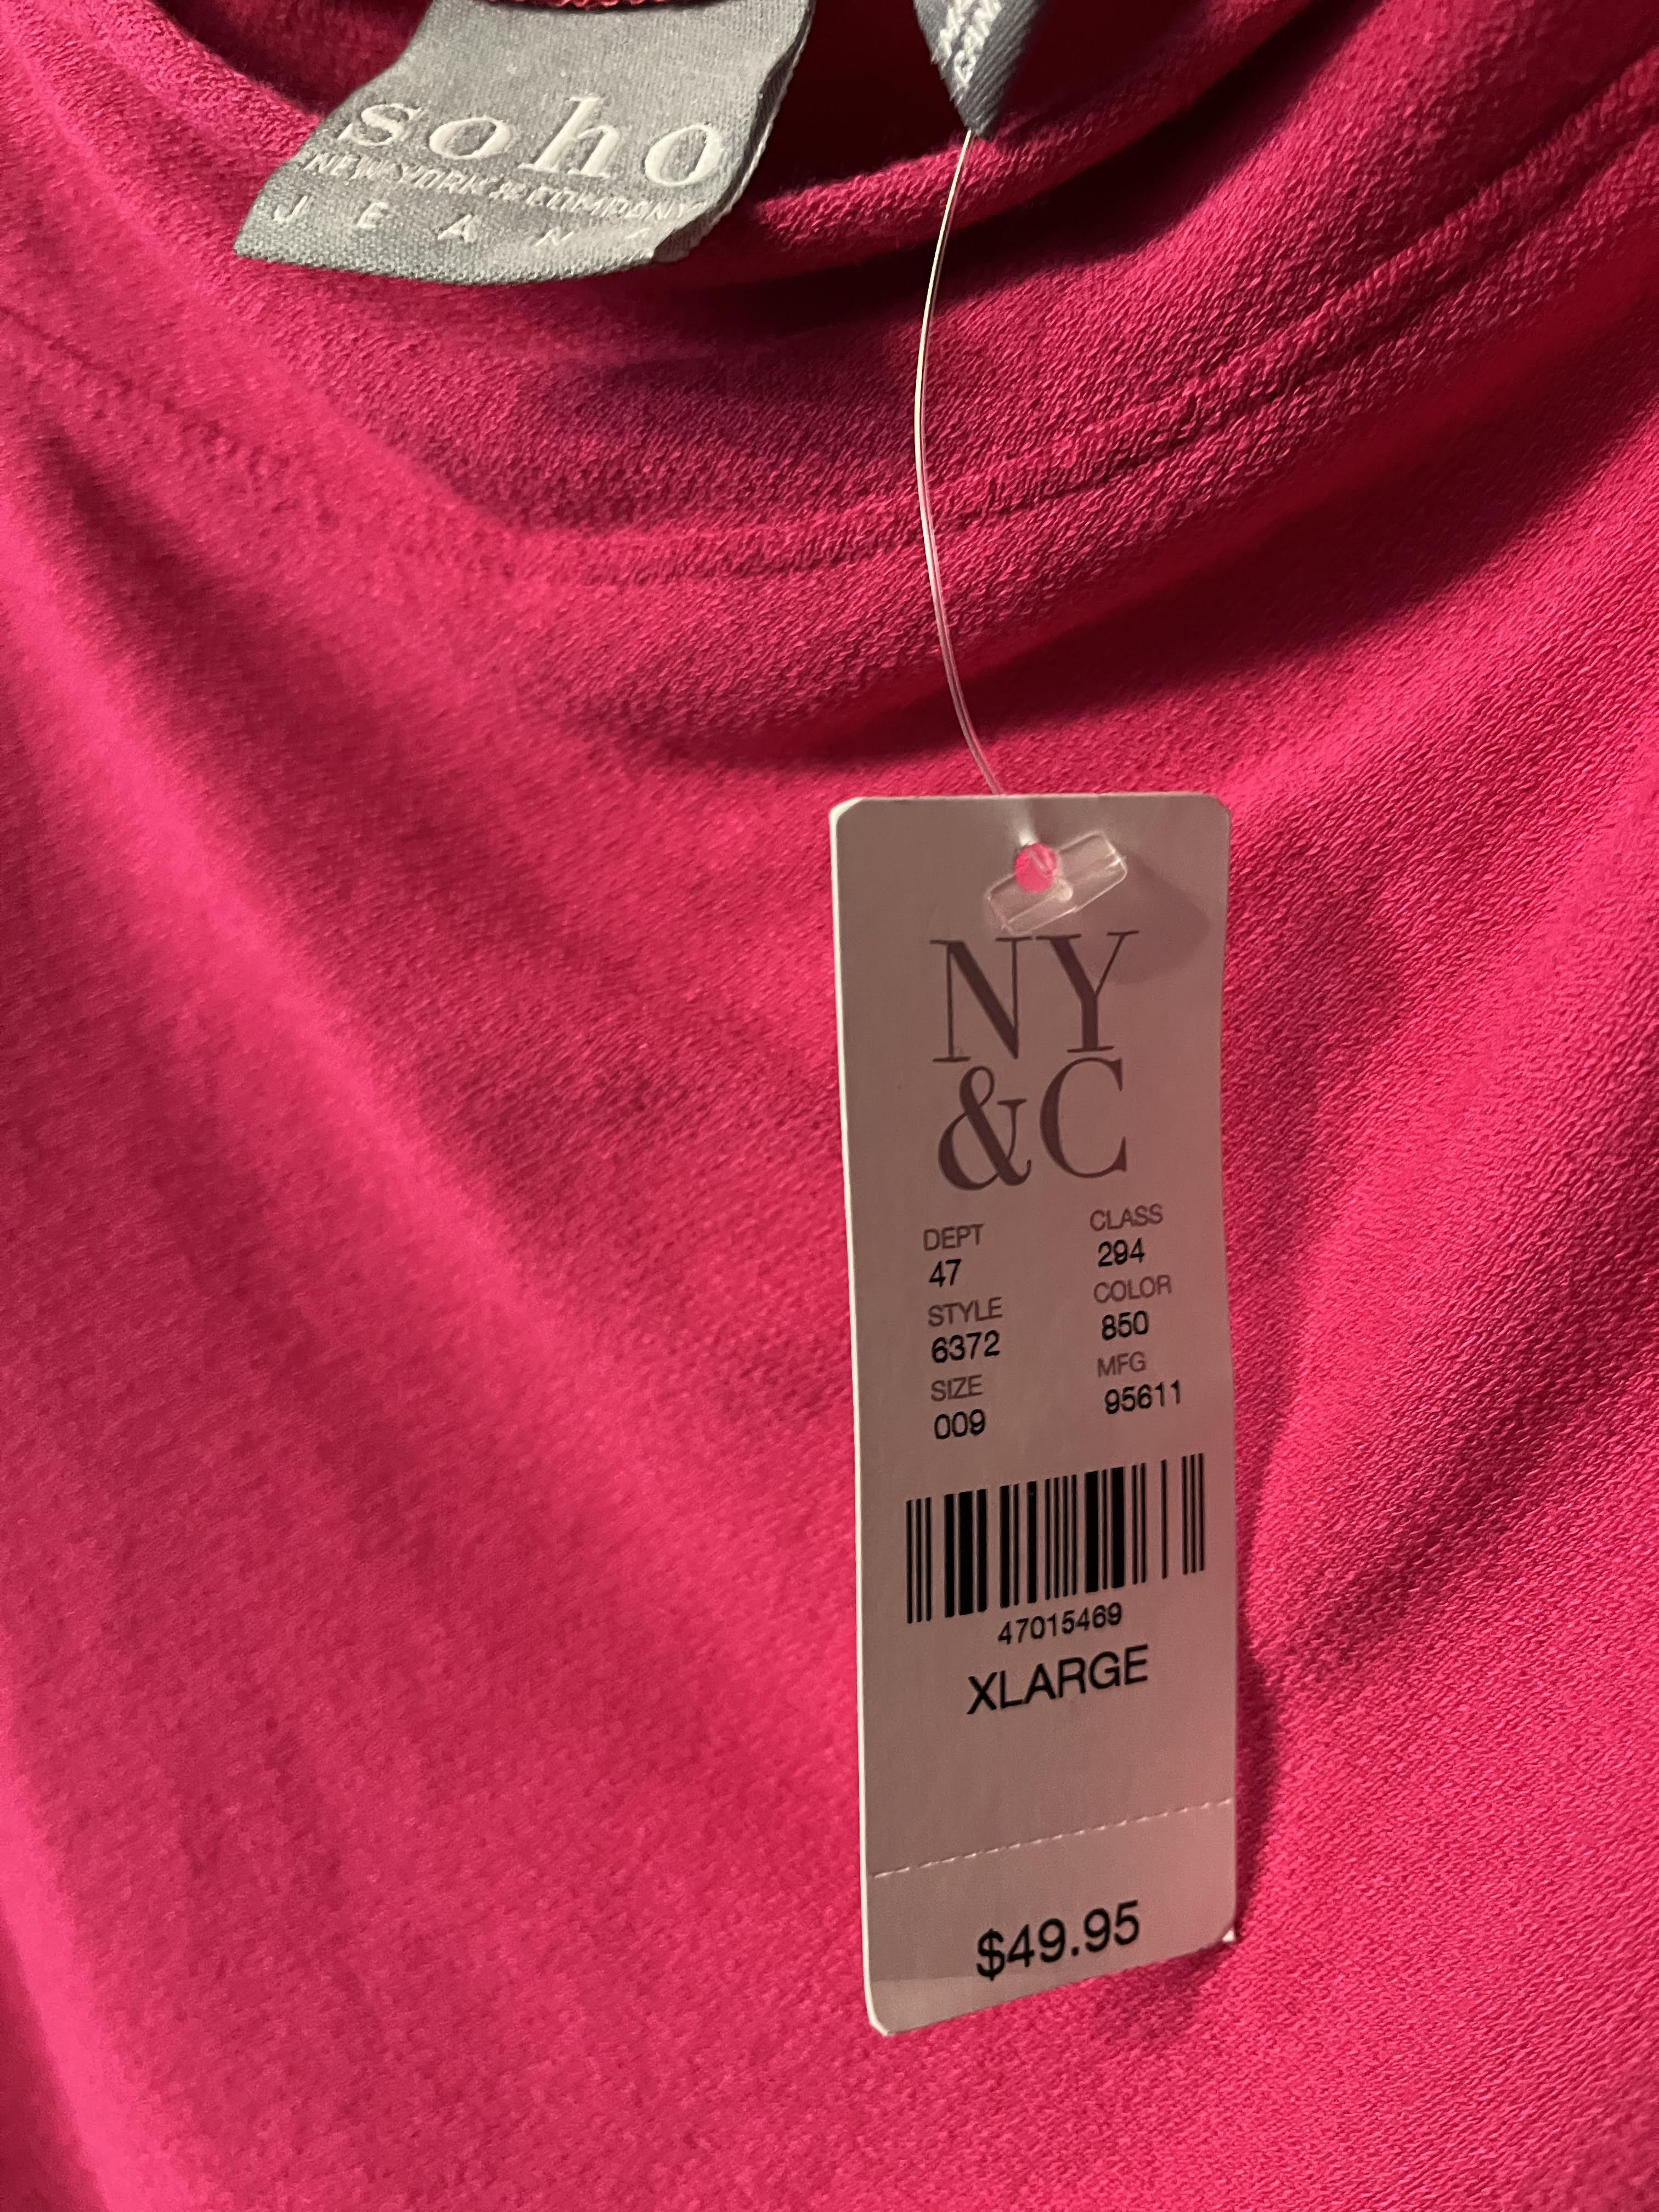 soho
NEW YORK & COMPANY
JEANS
NY
&C
DEPT CLASS
47 294
STYLE COLOR
6372 850
SIZE MFG
009 95611
47015469
XLARGE
$49.95